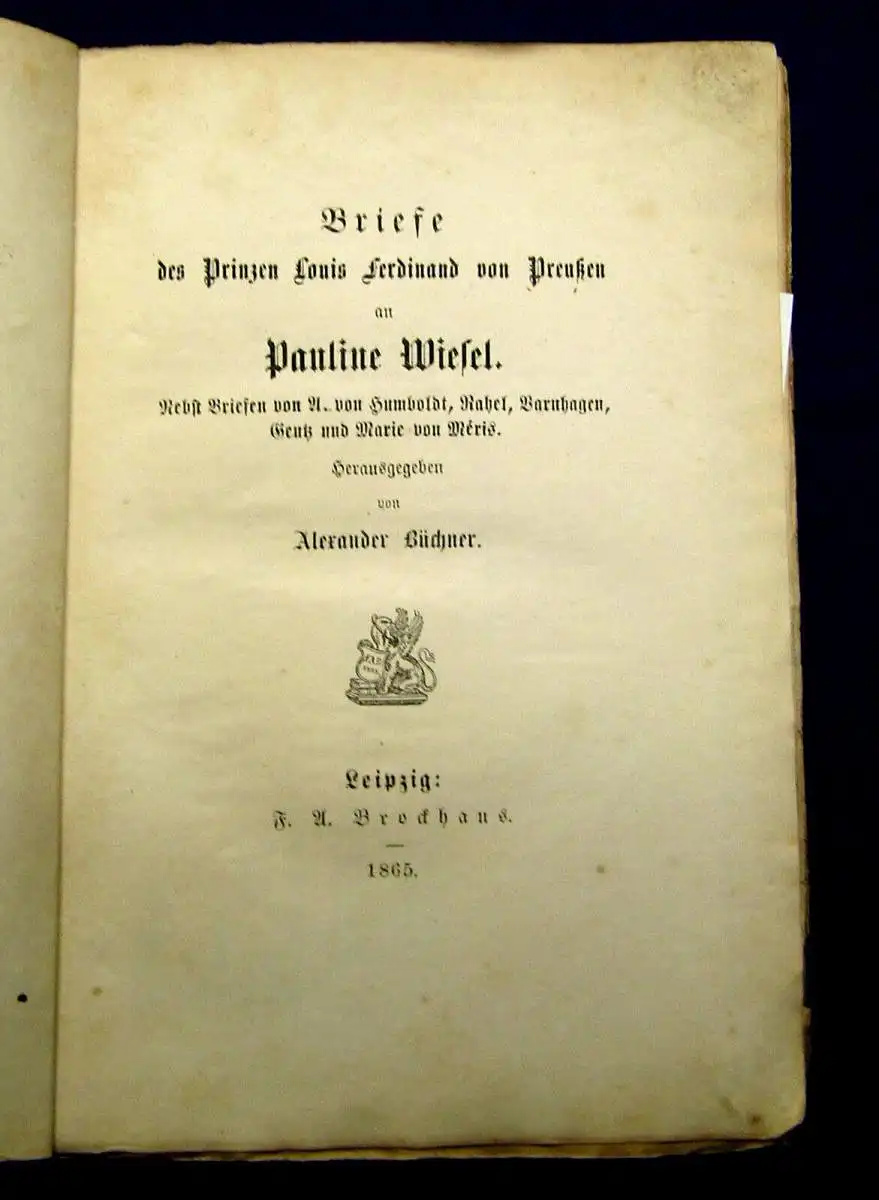 Briefe
des Prinzen Louis Ferdinand von Preußen
an
Pauline Wiesel.
Nebst Briefen von A. von Humboldt, Rahel, Varnhagen,
Gentz und Marie von Méris.
Herausgegeben
von
Alexander Büchner.
F.A.B.
Leipzig:
F. A. Brockhaus.
1865.